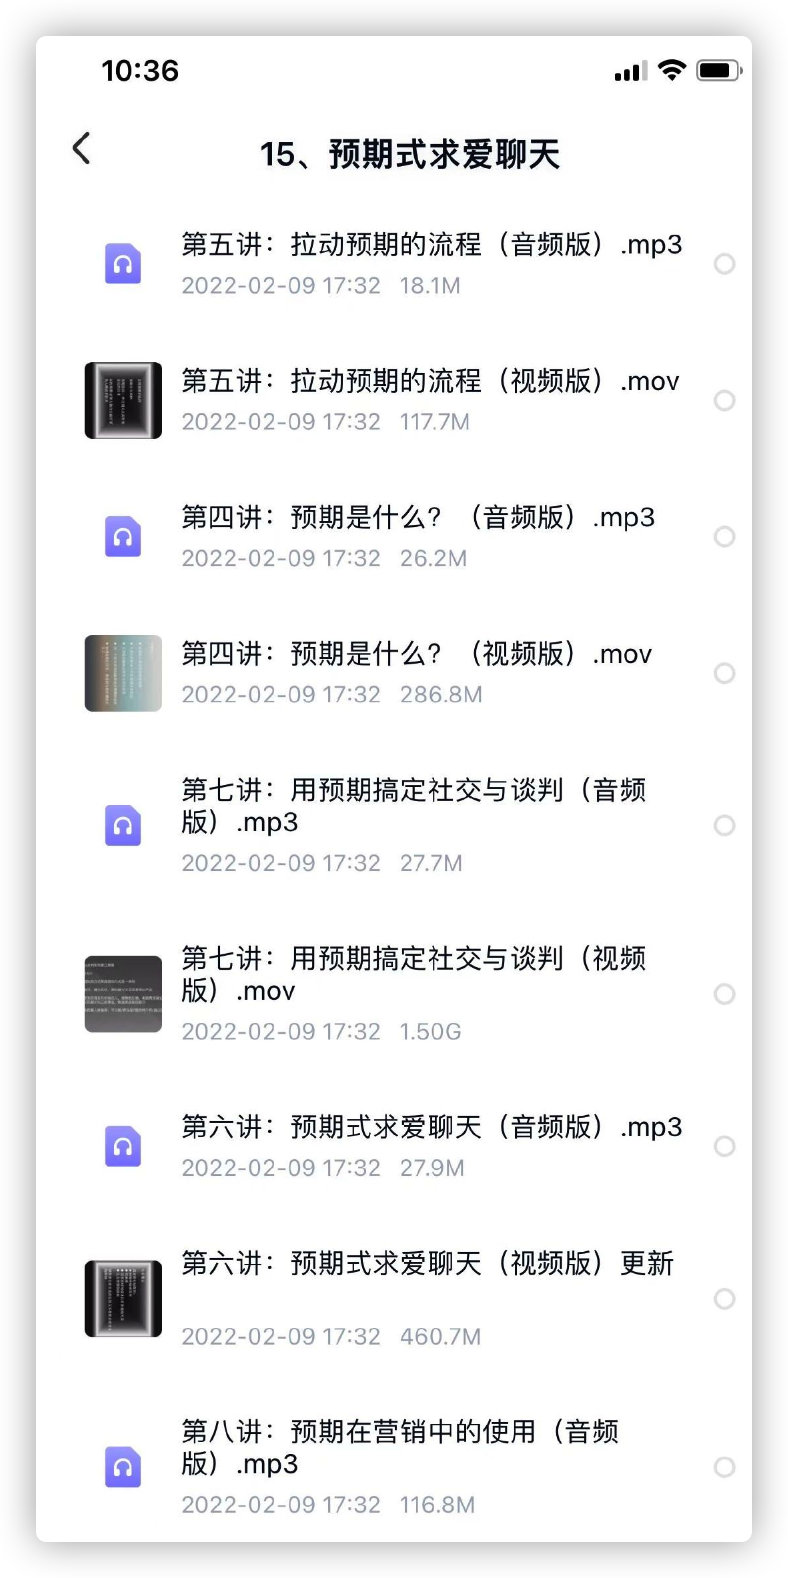 10:36
15、预期式求爱聊天
第五讲：拉动预期的流程（音频版）.mp3
2022-02-09 17:32 18.1M
第五讲：拉动预期的流程（视频版）.mov
2022-02-09 17:32 117.7M
第四讲：预期是什么？（音频版）.mp3
2022-02-09 17:32 26.2M
第四讲：预期是什么？（视频版）.mov
2022-02-09 17:32 286.8M
第七讲：用预期搞定社交与谈判（音频
版）.mp3
2022-02-09 17:32 27.7M
第七讲：用预期搞定社交与谈判（视频
版）.mov
2022-02-09 17:32 1.50G
第六讲：预期式求爱聊天（音频版）.mp3
2022-02-09 17:32 27.9M
第六讲：预期式求爱聊天（视频版）更新
2022-02-09 17:32 460.7M
第八讲：预期在营销中的使用（音频
版）.mp3
2022-02-09 17:32 116.8M